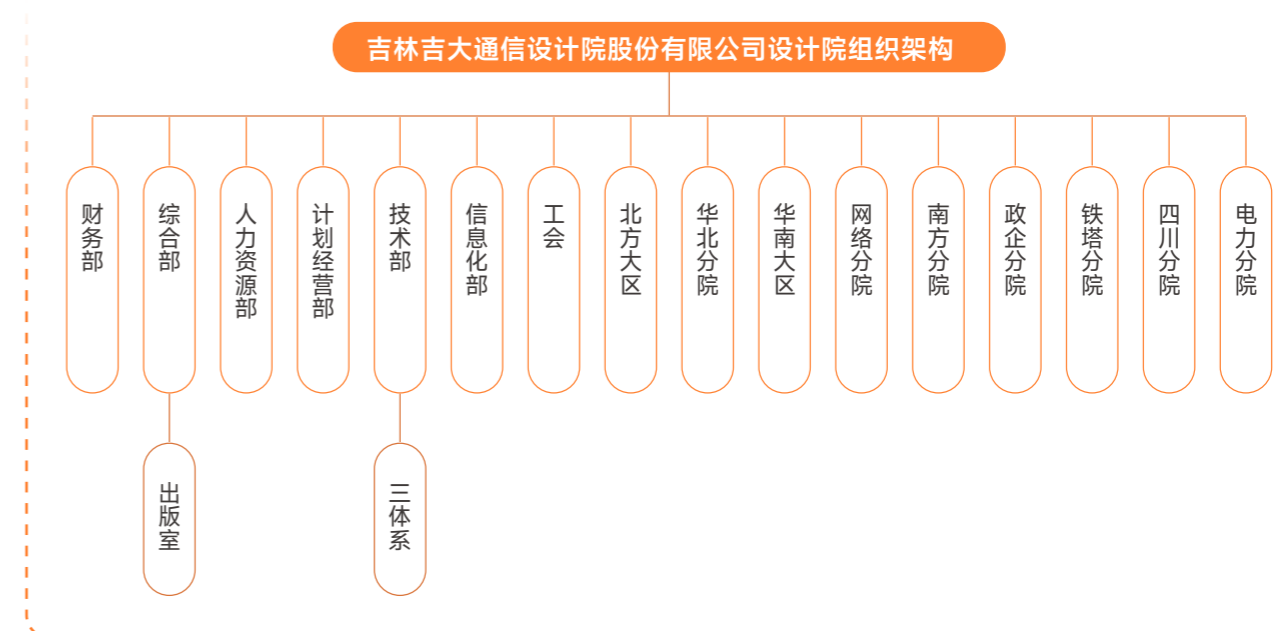 吉林吉大通信设计院股份有限公司设计院组织架构
财务部
综合部
人力资源部
计划经营部
技术部
信息化部
工会
北方大区
华北分院
华南大区
网络分院
南方分院
政企分院
铁塔分院
四川分院
电力分院
出版室
三体系